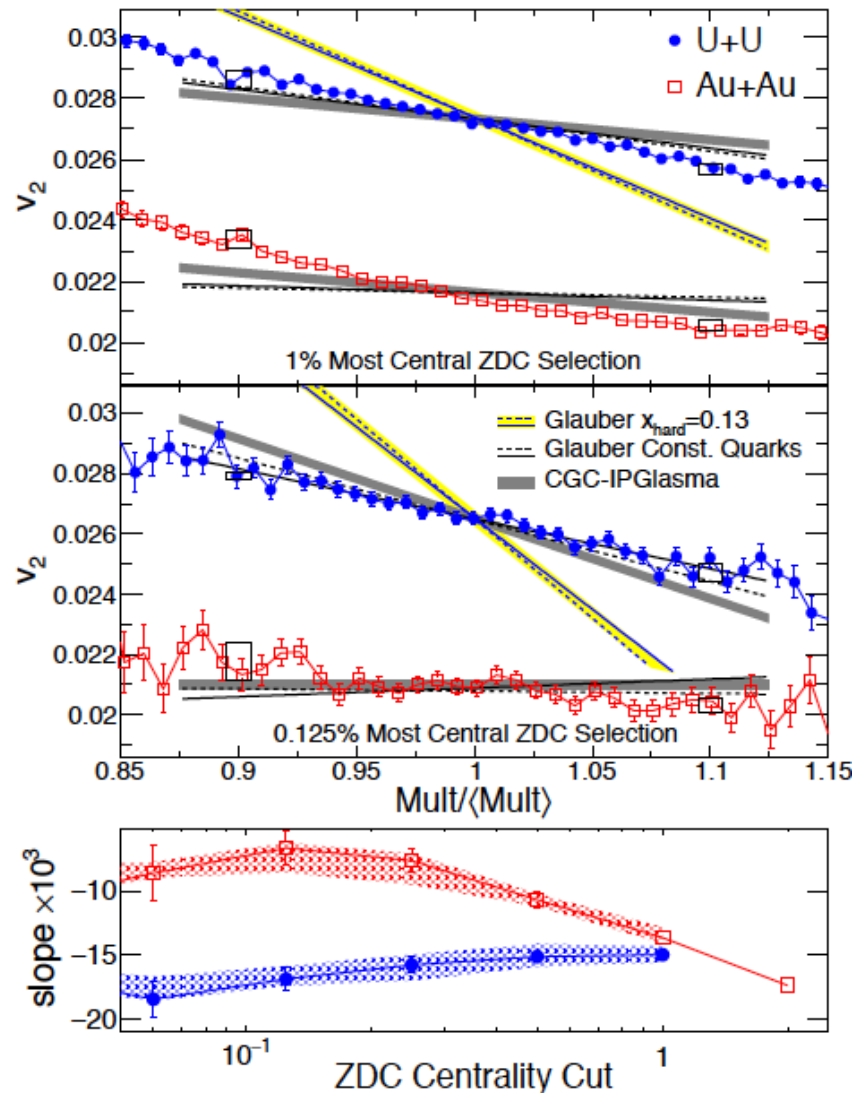 0.03
0.028
0.026
0.024
0.022
0.02
v2
U+U
Au+Au
1% Most Central ZDC Selection
0.03
0.028
0.026
0.024
0.022
0.02
v2
Glauber xhard=0.13
Glauber Const. Quarks
CGC-IPGlasma
0.125% Most Central ZDC Selection
0.85 0.9 0.95 1 1.05 1.1 1.15
Mult/⟨Mult⟩
−10
−15
−20
slope ×10³
10⁻¹ 1
ZDC Centrality Cut